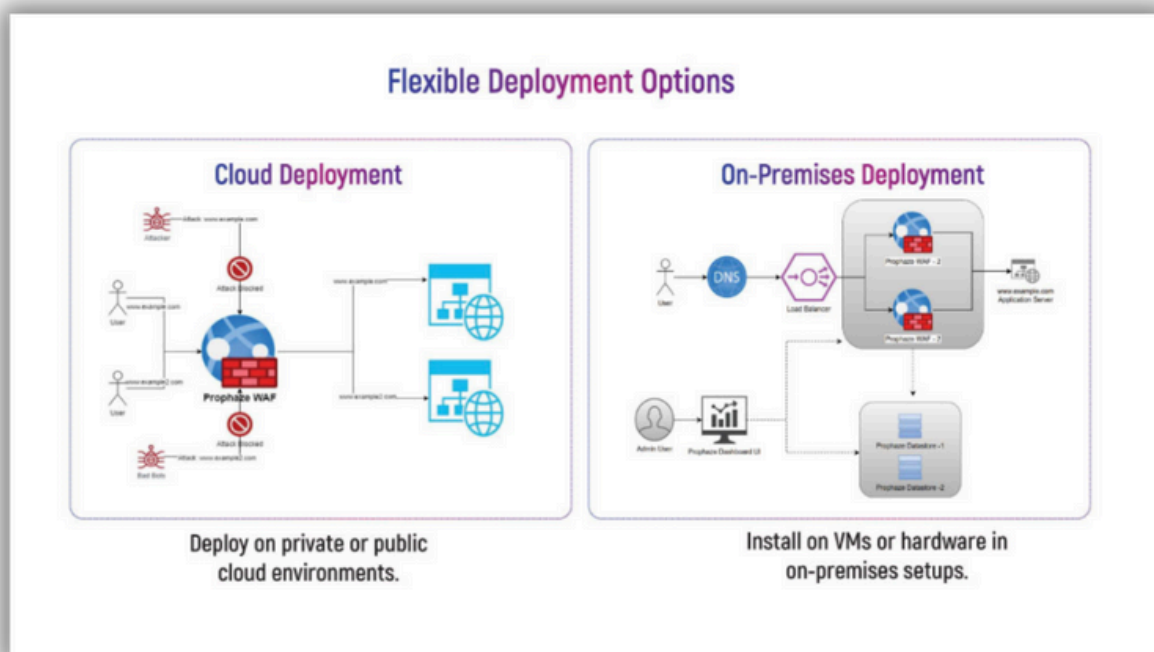 Flexible Deployment Options
Cloud Deployment
Attack www.example.com
Attacker
Attack Blocked
www.example.com
User
www.example.com
www.example2.com
User
Prophaze WAF
www.example2.com
Attack Blocked
Attack www.example2.com
Bad Bots
Deploy on private or public
cloud environments.
On-Premises Deployment
Prophaze WAF - 2
User
DNS
Load Balancer
www.example.com
Application Server
Prophaze WAF - 2
Admin User
Prophaze Dashboard UI
Prophaze Datastore -1
Prophaze Datastore -2
Install on VMs or hardware in
on-premises setups.